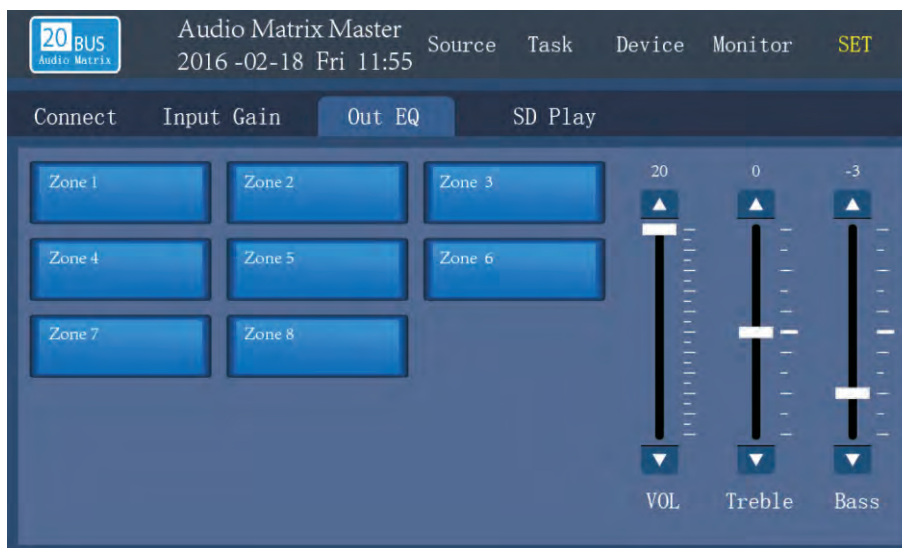 20 BUS
Audio Matrix
Audio Matrix Master
2016 -02-18 Fri 11:55
Source Task Device Monitor SET
Connect Input Gain Out EQ SD Play
Zone 1 Zone 2 Zone 3
20 0 -3
Zone 4 Zone 5 Zone 6
Zone 7 Zone 8
VOL Treble Bass